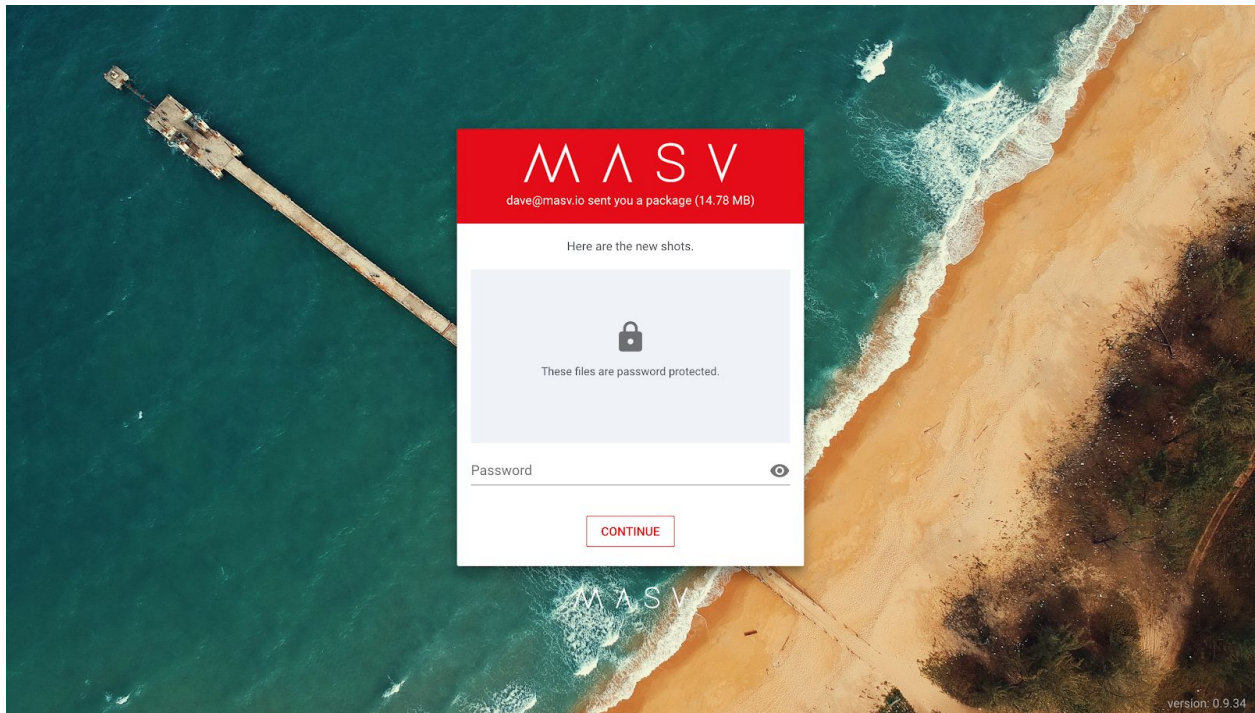 MASV
dave@masv.io sent you a package (14.78 MB)
Here are the new shots.
These files are password protected.
Password
CONTINUE
MASV
version: 0.9.34